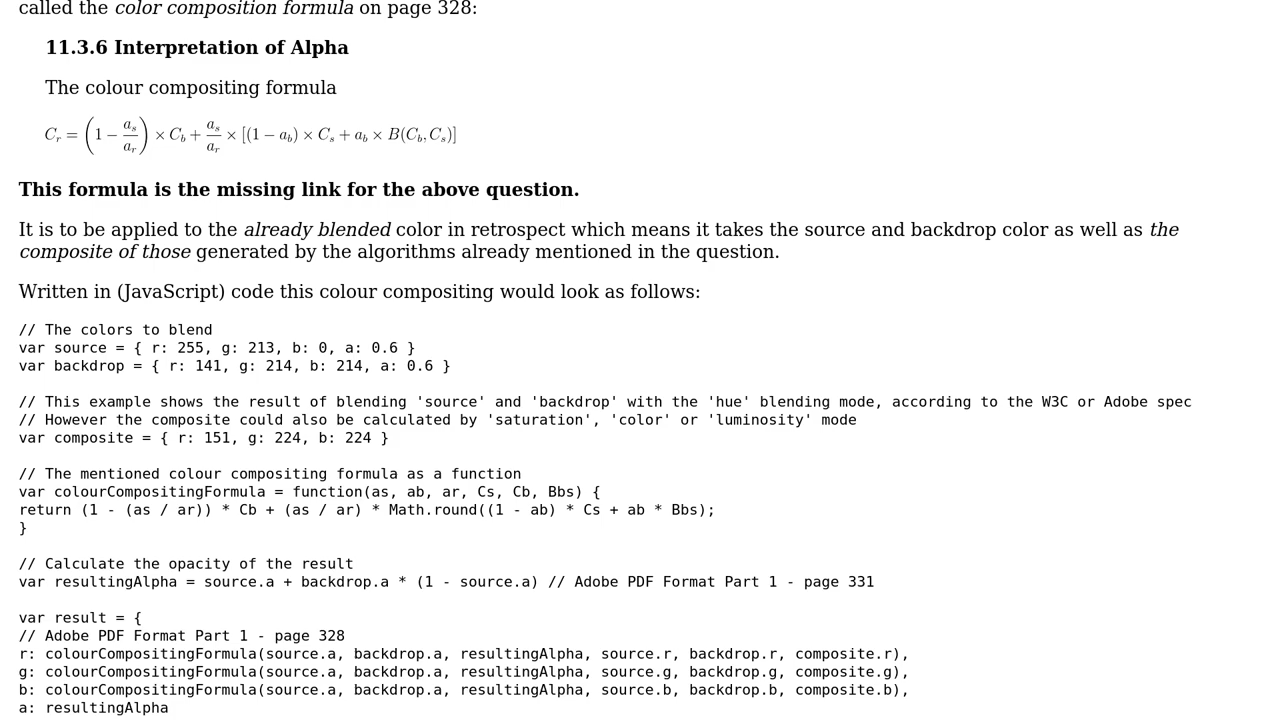 called the color composition formula on page 328:
11.3.6 Interpretation of Alpha
The colour compositing formula
C_r = (1 − a_s/a_r) × C_b + a_s/a_r × [(1 − a_b) × C_s + a_b × B(C_b, C_s)]
This formula is the missing link for the above question.
It is to be applied to the already blended color in retrospect which means it takes the source and backdrop color as well as the
composite of those generated by the algorithms already mentioned in the question.
Written in (JavaScript) code this colour compositing would look as follows:
// The colors to blend
var source = { r: 255, g: 213, b: 0, a: 0.6 }
var backdrop = { r: 141, g: 214, b: 214, a: 0.6 }
// This example shows the result of blending 'source' and 'backdrop' with the 'hue' blending mode, according to the W3C or Adobe spec
// However the composite could also be calculated by 'saturation', 'color' or 'luminosity' mode
var composite = { r: 151, g: 224, b: 224 }
// The mentioned colour compositing formula as a function
var colourCompositingFormula = function(as, ab, ar, Cs, Cb, Bbs) {
return (1 - (as / ar)) * Cb + (as / ar) * Math.round((1 - ab) * Cs + ab * Bbs);
}
// Calculate the opacity of the result
var resultingAlpha = source.a + backdrop.a * (1 - source.a) // Adobe PDF Format Part 1 - page 331
var result = {
// Adobe PDF Format Part 1 - page 328
r: colourCompositingFormula(source.a, backdrop.a, resultingAlpha, source.r, backdrop.r, composite.r),
g: colourCompositingFormula(source.a, backdrop.a, resultingAlpha, source.g, backdrop.g, composite.g),
b: colourCompositingFormula(source.a, backdrop.a, resultingAlpha, source.b, backdrop.b, composite.b),
a: resultingAlpha